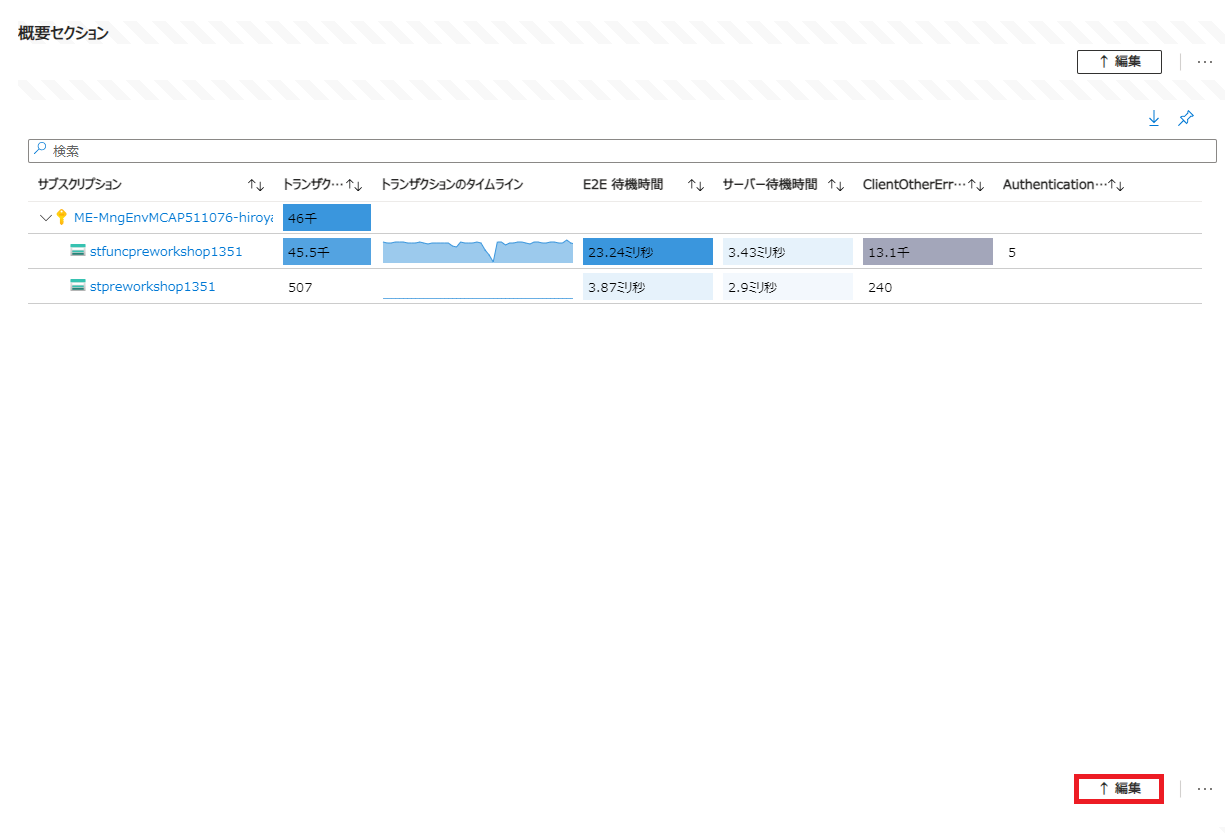 概要セクション
↑ 編集
検索
サブスクリプション ↑↓ トランザク…↑↓ トランザクションのタイムライン E2E 待機時間 ↑↓ サーバー待機時間 ↑↓ ClientOtherErr…↑↓ Authentication…↑↓
ME-MngEnvMCAP511076-hiroya 46千
stfuncpreworkshop1351 45.5千 23.24ミリ秒 3.43ミリ秒 13.1千 5
stpreworkshop1351 507 3.87ミリ秒 2.9ミリ秒 240
↑ 編集